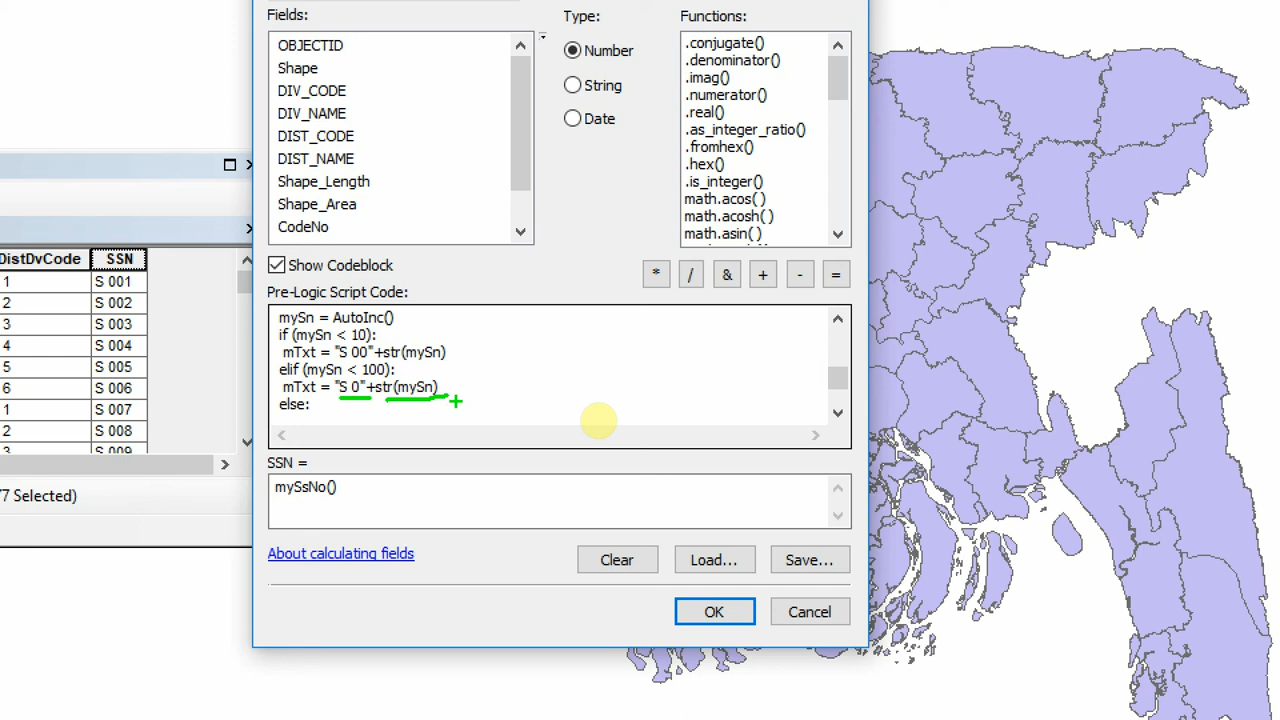 Fields:
Type:
Functions:
OBJECTID
Shape
DIV_CODE
DIV_NAME
DIST_CODE
DIST_NAME
Shape_Length
Shape_Area
CodeNo
Number
String
Date
.conjugate()
.denominator()
.imag()
.numerator()
.real()
.as_integer_ratio()
.fromhex()
.hex()
.is_integer()
math.acos( )
math.acosh( )
math.asin( )
DistDvCode SSN
1 S 001
2 S 002
3 S 003
4 S 004
5 S 005
6 S 006
1 S 007
2 S 008
3 S 009
7 Selected)
Show Codeblock
* / & + - =
Pre-Logic Script Code:
mySn = AutoInc()
if (mySn < 10):
mTxt = "S 00"+str(mySn)
elif (mySn < 100):
mTxt = "S 0"+str(mySn)
else:
SSN =
mySsNo()
About calculating fields
Clear
Load...
Save...
OK
Cancel